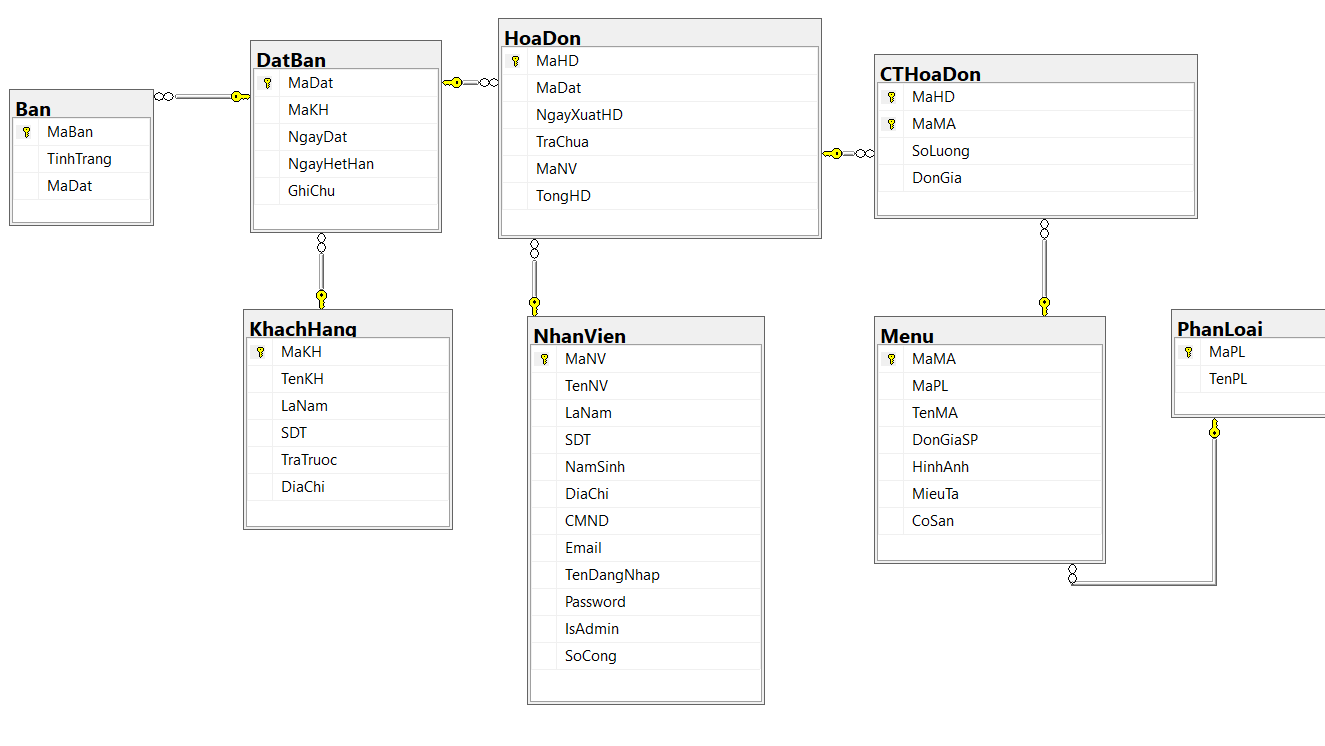 Ban
MaBan
TinhTrang
MaDat
DatBan
MaDat
MaKH
NgayDat
NgayHetHan
GhiChu
HoaDon
MaHD
MaDat
NgayXuatHD
TraChua
MaNV
TongHD
CTHoaDon
MaHD
MaMA
SoLuong
DonGia
KhachHang
MaKH
TenKH
LaNam
SDT
TraTruoc
DiaChi
NhanVien
MaNV
TenNV
LaNam
SDT
NamSinh
DiaChi
CMND
Email
TenDangNhap
Password
IsAdmin
SoCong
Menu
MaMA
MaPL
TenMA
DonGiaSP
HinhAnh
MieuTa
CoSan
PhanLoai
MaPL
TenPL